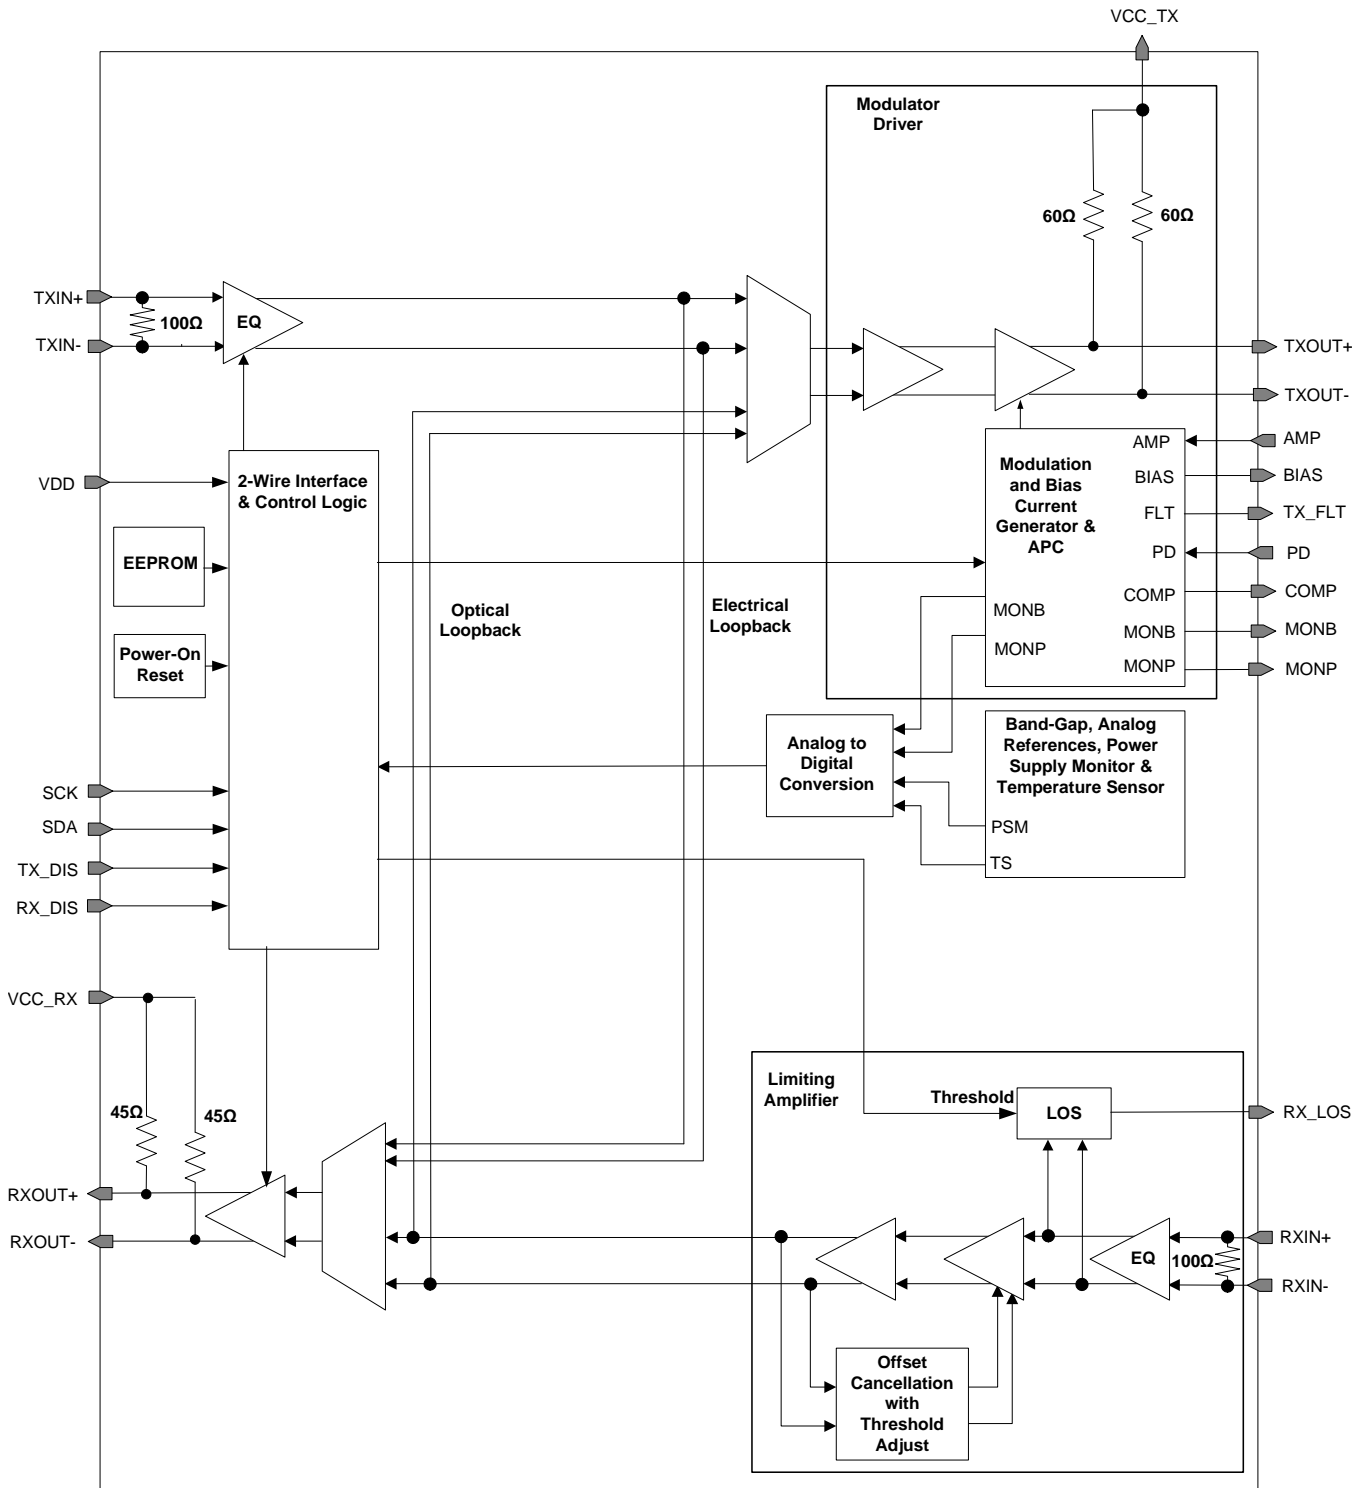 VCC_TX
Modulator
Driver
60Ω
60Ω
TXIN+
100Ω
EQ
TXIN-
TXOUT+
TXOUT-
VDD
2-Wire Interface
& Control Logic
EEPROM
Power-On
Reset
Optical
Loopback
Electrical
Loopback
Modulation
and Bias
Current
Generator &
APC
AMP
BIAS
FLT
PD
COMP
MONB
MONP
MONB
MONP
AMP
BIAS
TX_FLT
PD
COMP
MONB
MONP
Analog to
Digital
Conversion
Band-Gap, Analog
References, Power
Supply Monitor &
Temperature Sensor
PSM
TS
SCK
SDA
TX_DIS
RX_DIS
VCC_RX
45Ω
45Ω
RXOUT+
RXOUT-
Limiting
Amplifier
Threshold
LOS
RX_LOS
EQ
100Ω
RXIN+
RXIN-
Offset
Cancellation
with
Threshold
Adjust